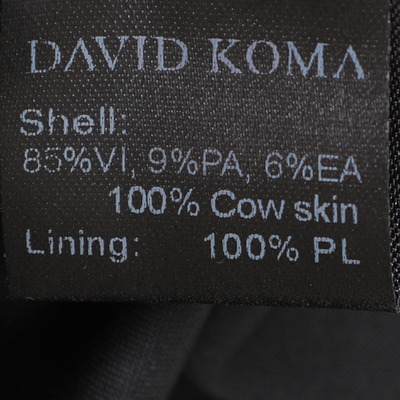 DAVID KOMA
Shell:
85%VI, 9%PA, 6%EA
100% Cow skin
Lining: 100% PL